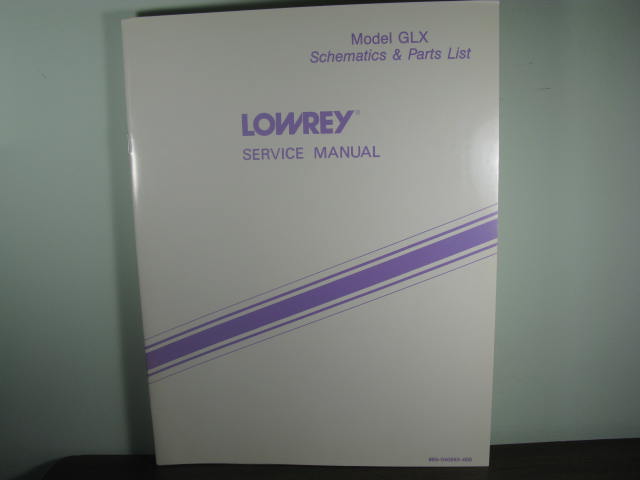 Model GLX
Schematics & Parts List
LOWREY®
SERVICE MANUAL